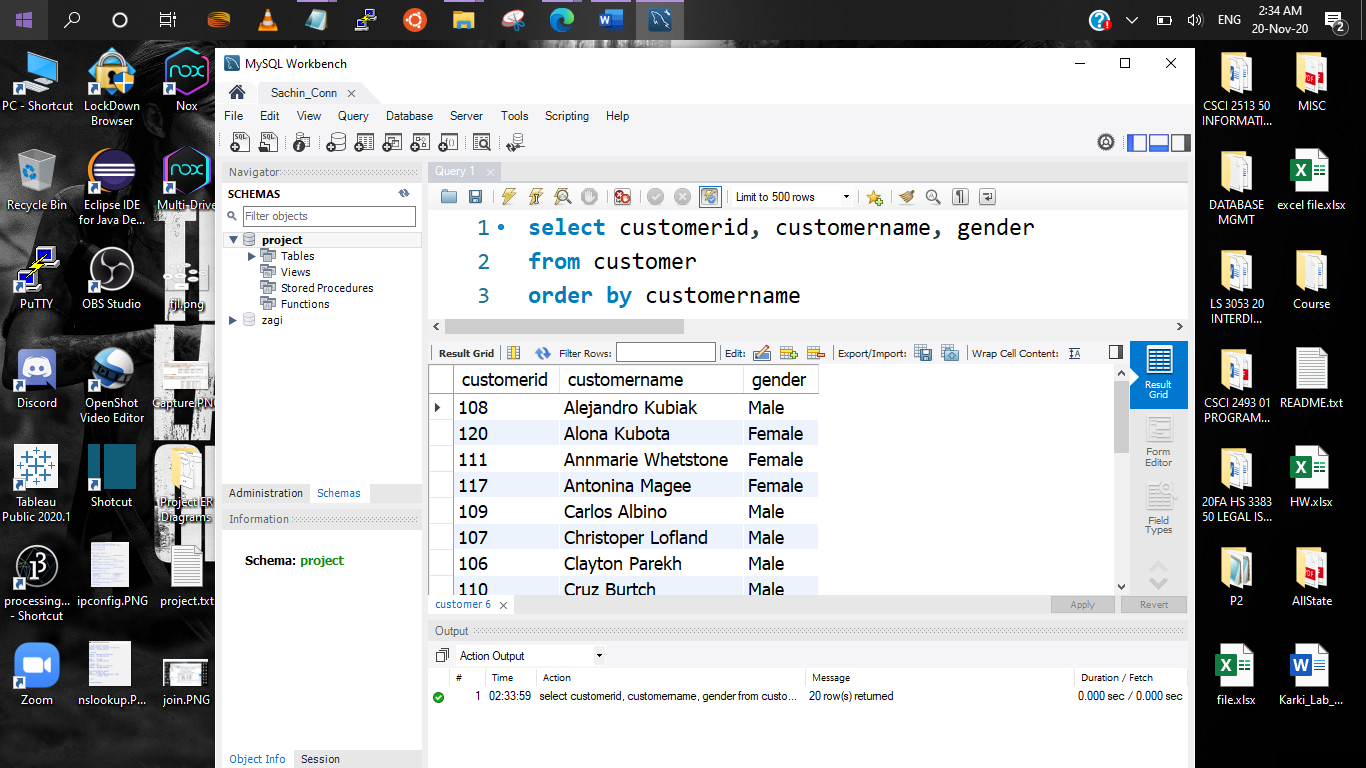 ENG
2:34 AM
20-Nov-20
2
PC - Shortcut
LockDown
Browser
nox
Nox
Recycle Bin
Eclipse IDE
for Java De...
nox
Multi-Drive
PuTTY
OBS Studio
fjl.png
Discord
OpenShot
Video Editor
Capture.PNG
Tableau
Public 2020.1
Shotcut
Project ER
Diagrams
processing...
- Shortcut
ipconfig.PNG
project.txt
Zoom
nslookup.P...
join.PNG
MySQL Workbench
Sachin_Conn
File Edit View Query Database Server Tools Scripting Help
Navigator
SCHEMAS
Filter objects
project
Tables
Views
Stored Procedures
Functions
zagi
Administration Schemas
Information
Schema: project
Object Info Session
Query 1
Limit to 500 rows
1 select customerid, customername, gender
2 from customer
3 order by customername
Result Grid Filter Rows: Edit: Export/Import: Wrap Cell Content:
customerid customername gender
108 Alejandro Kubiak Male
120 Alona Kubota Female
111 Annmarie Whetstone Female
117 Antonina Magee Female
109 Carlos Albino Male
107 Christoper Lofland Male
106 Clayton Parekh Male
110 Cruz Burtch Male
Result
Grid
Form
Editor
Field
Types
customer 6
Apply Revert
Output
Action Output
# Time Action Message Duration / Fetch
1 02:33:59 select customerid, customername, gender from custo... 20 row(s) returned 0.000 sec / 0.000 sec
CSCI 2513 50
INFORMATI...
MISC
DATABASE
MGMT
excel file.xlsx
LS 3053 20
INTERDI...
Course
CSCI 2493 01
PROGRAM...
README.txt
20FA HS 3383
50 LEGAL IS...
HW.xlsx
P2
AllState
file.xlsx
Karki_Lab_...